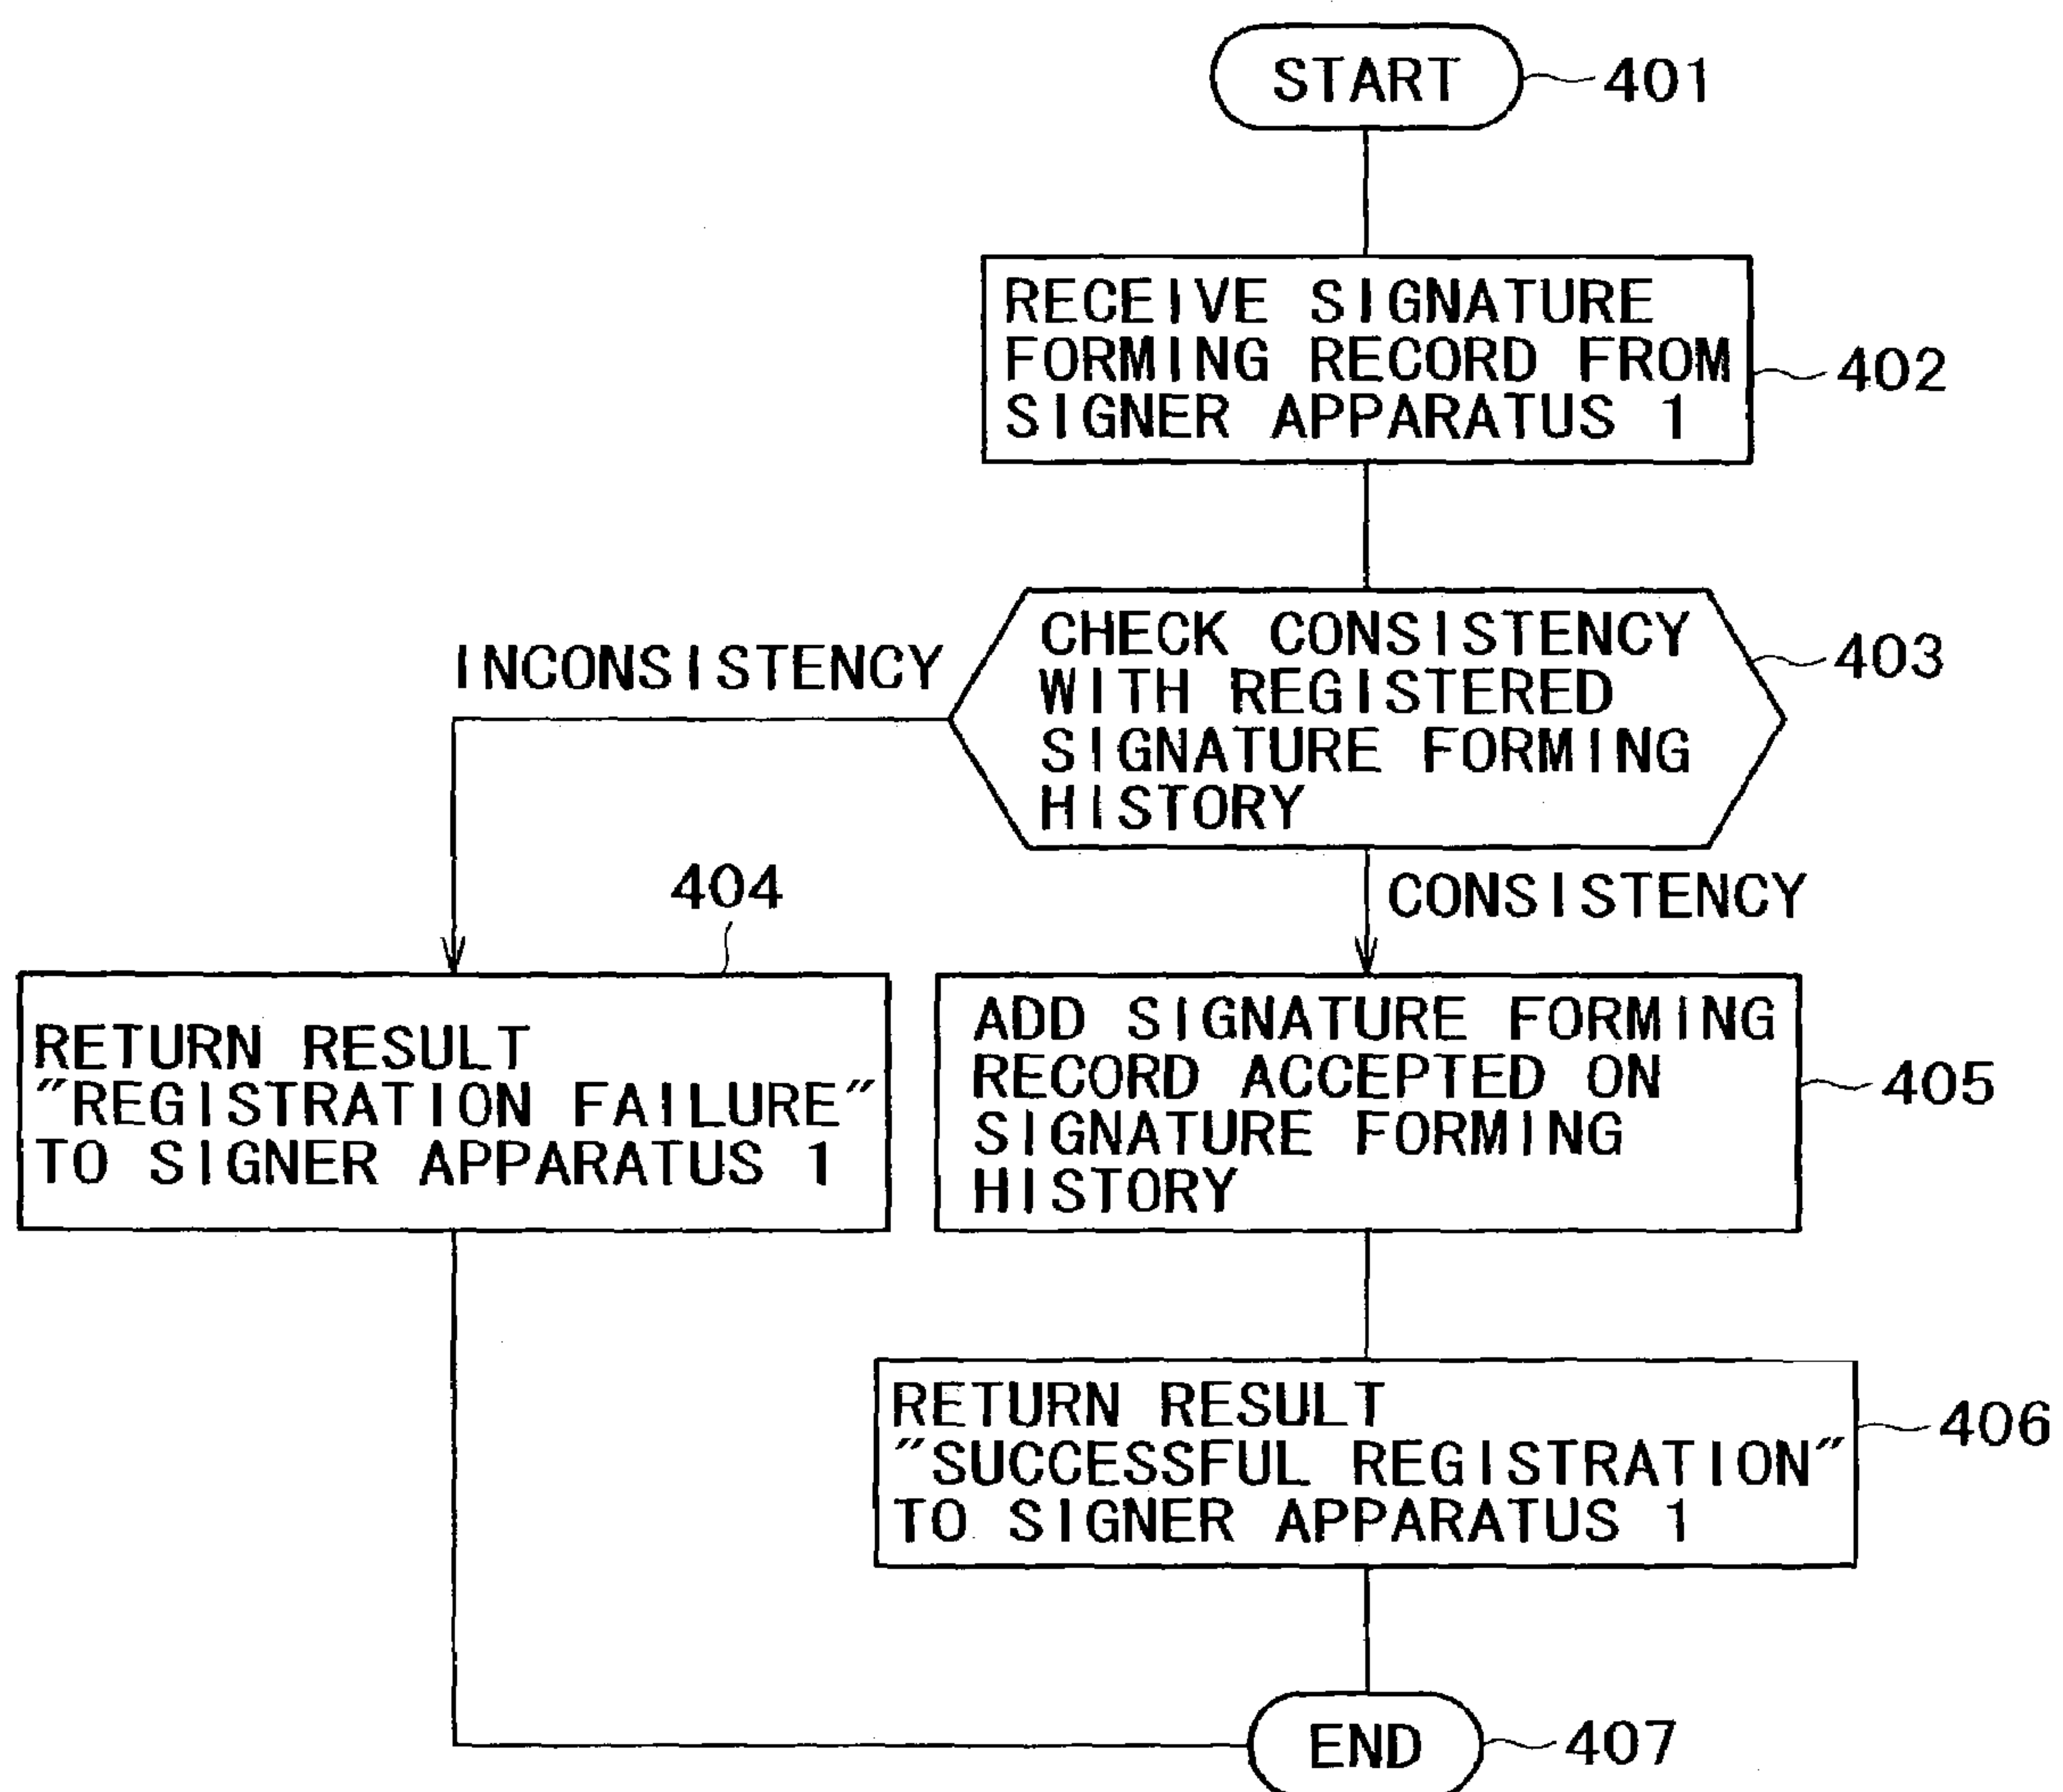 START
401
RECEIVE SIGNATURE
FORMING RECORD FROM
SIGNER APPARATUS 1
402
CHECK CONSISTENCY
WITH REGISTERED
SIGNATURE FORMING
HISTORY
403
INCONSISTENCY
CONSISTENCY
404
RETURN RESULT
"REGISTRATION FAILURE"
TO SIGNER APPARATUS 1
ADD SIGNATURE FORMING
RECORD ACCEPTED ON
SIGNATURE FORMING
HISTORY
405
RETURN RESULT
"SUCCESSFUL REGISTRATION"
TO SIGNER APPARATUS 1
406
END
407